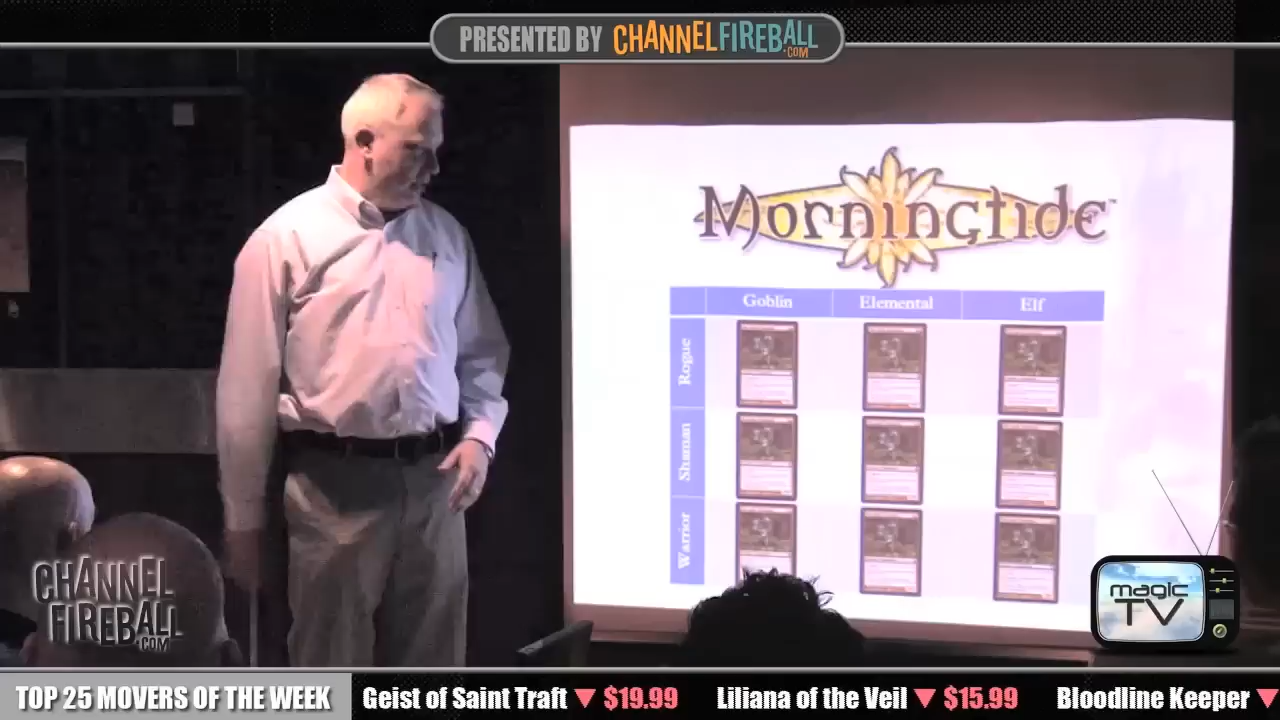 PRESENTED BY CHANNELFIREBALL.COM
Morningtide™
Goblin Elemental Elf
Rogue
Shaman
Warrior
CHANNEL
FIREBALL
.COM
magic
TV
TOP 25 MOVERS OF THE WEEK Geist of Saint Traft ▼ $19.99 Liliana of the Veil ▼ $15.99 Bloodline Keeper ▼